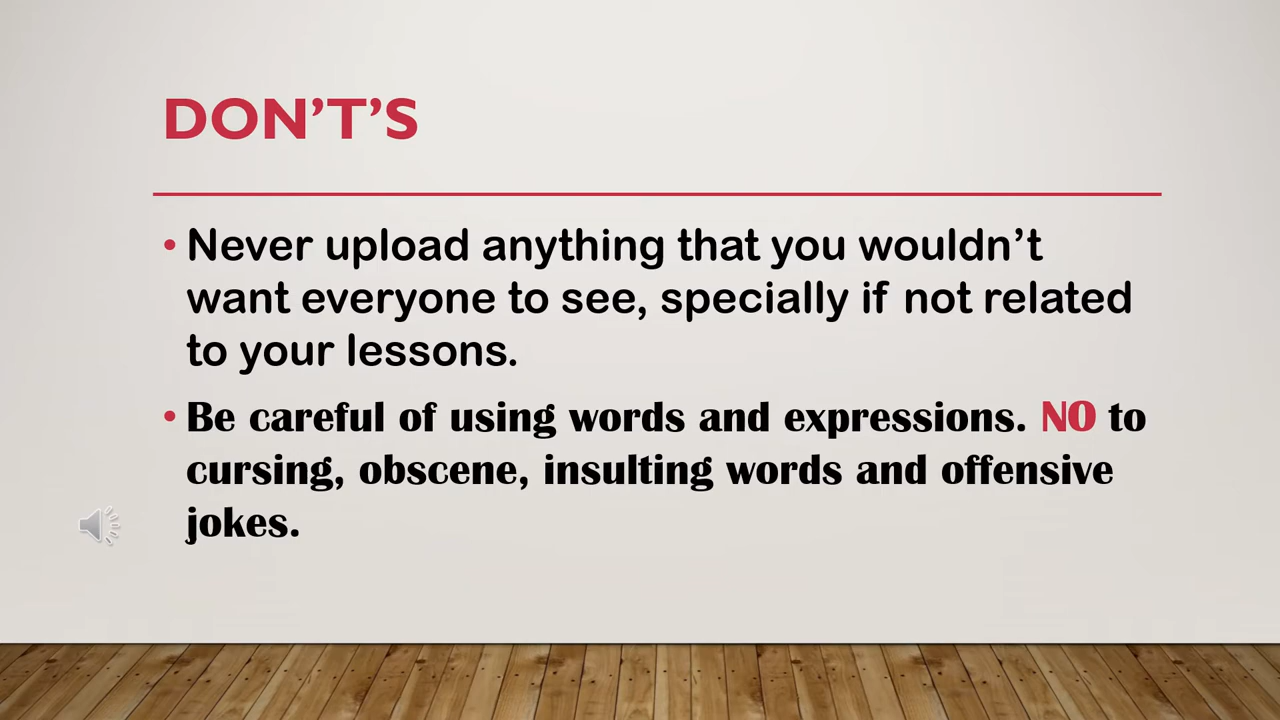 DON’T’S
• Never upload anything that you wouldn’t
want everyone to see, specially if not related
to your lessons.
• Be careful of using words and expressions. NO to
cursing, obscene, insulting words and offensive
jokes.